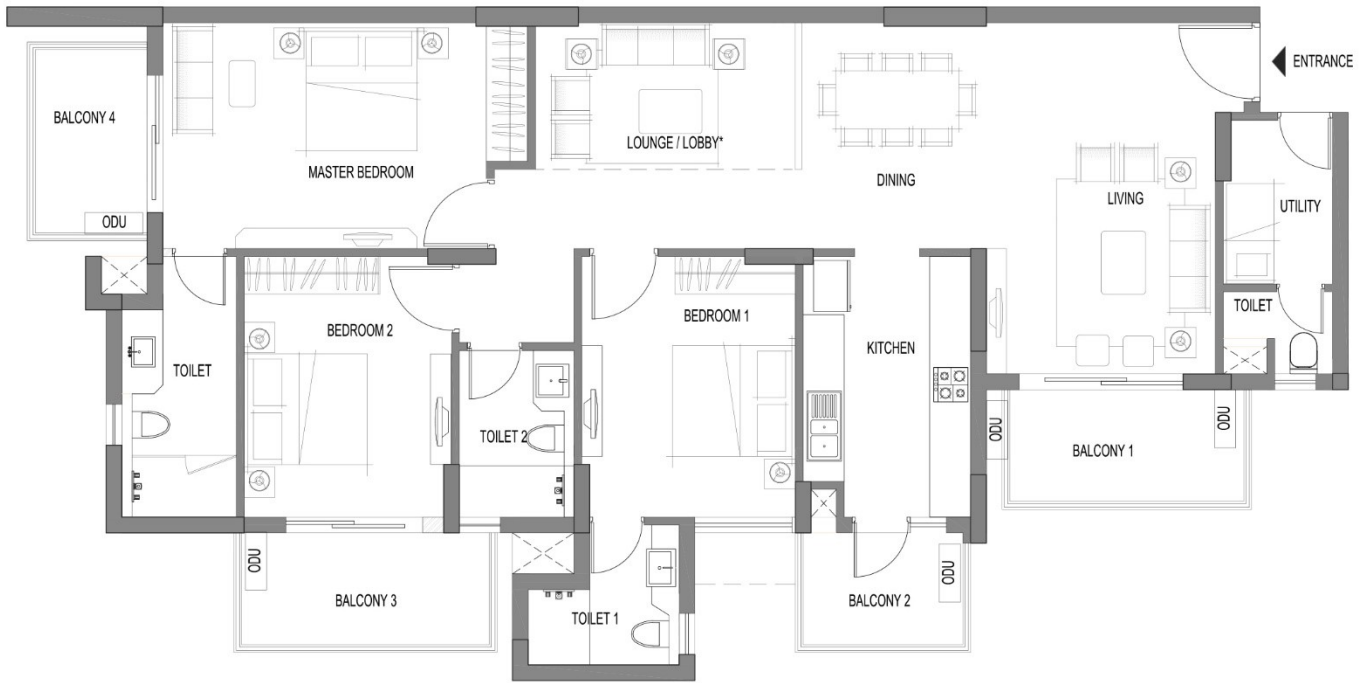 ENTRANCE
BALCONY 4
LOUNGE / LOBBY*
MASTER BEDROOM
DINING
LIVING
UTILITY
ODU
TOILET
BEDROOM 2
BEDROOM 1
KITCHEN
TOILET
TOILET 2
ODU
ODU
BALCONY 1
ODU
BALCONY 3
TOILET 1
BALCONY 2
ODU